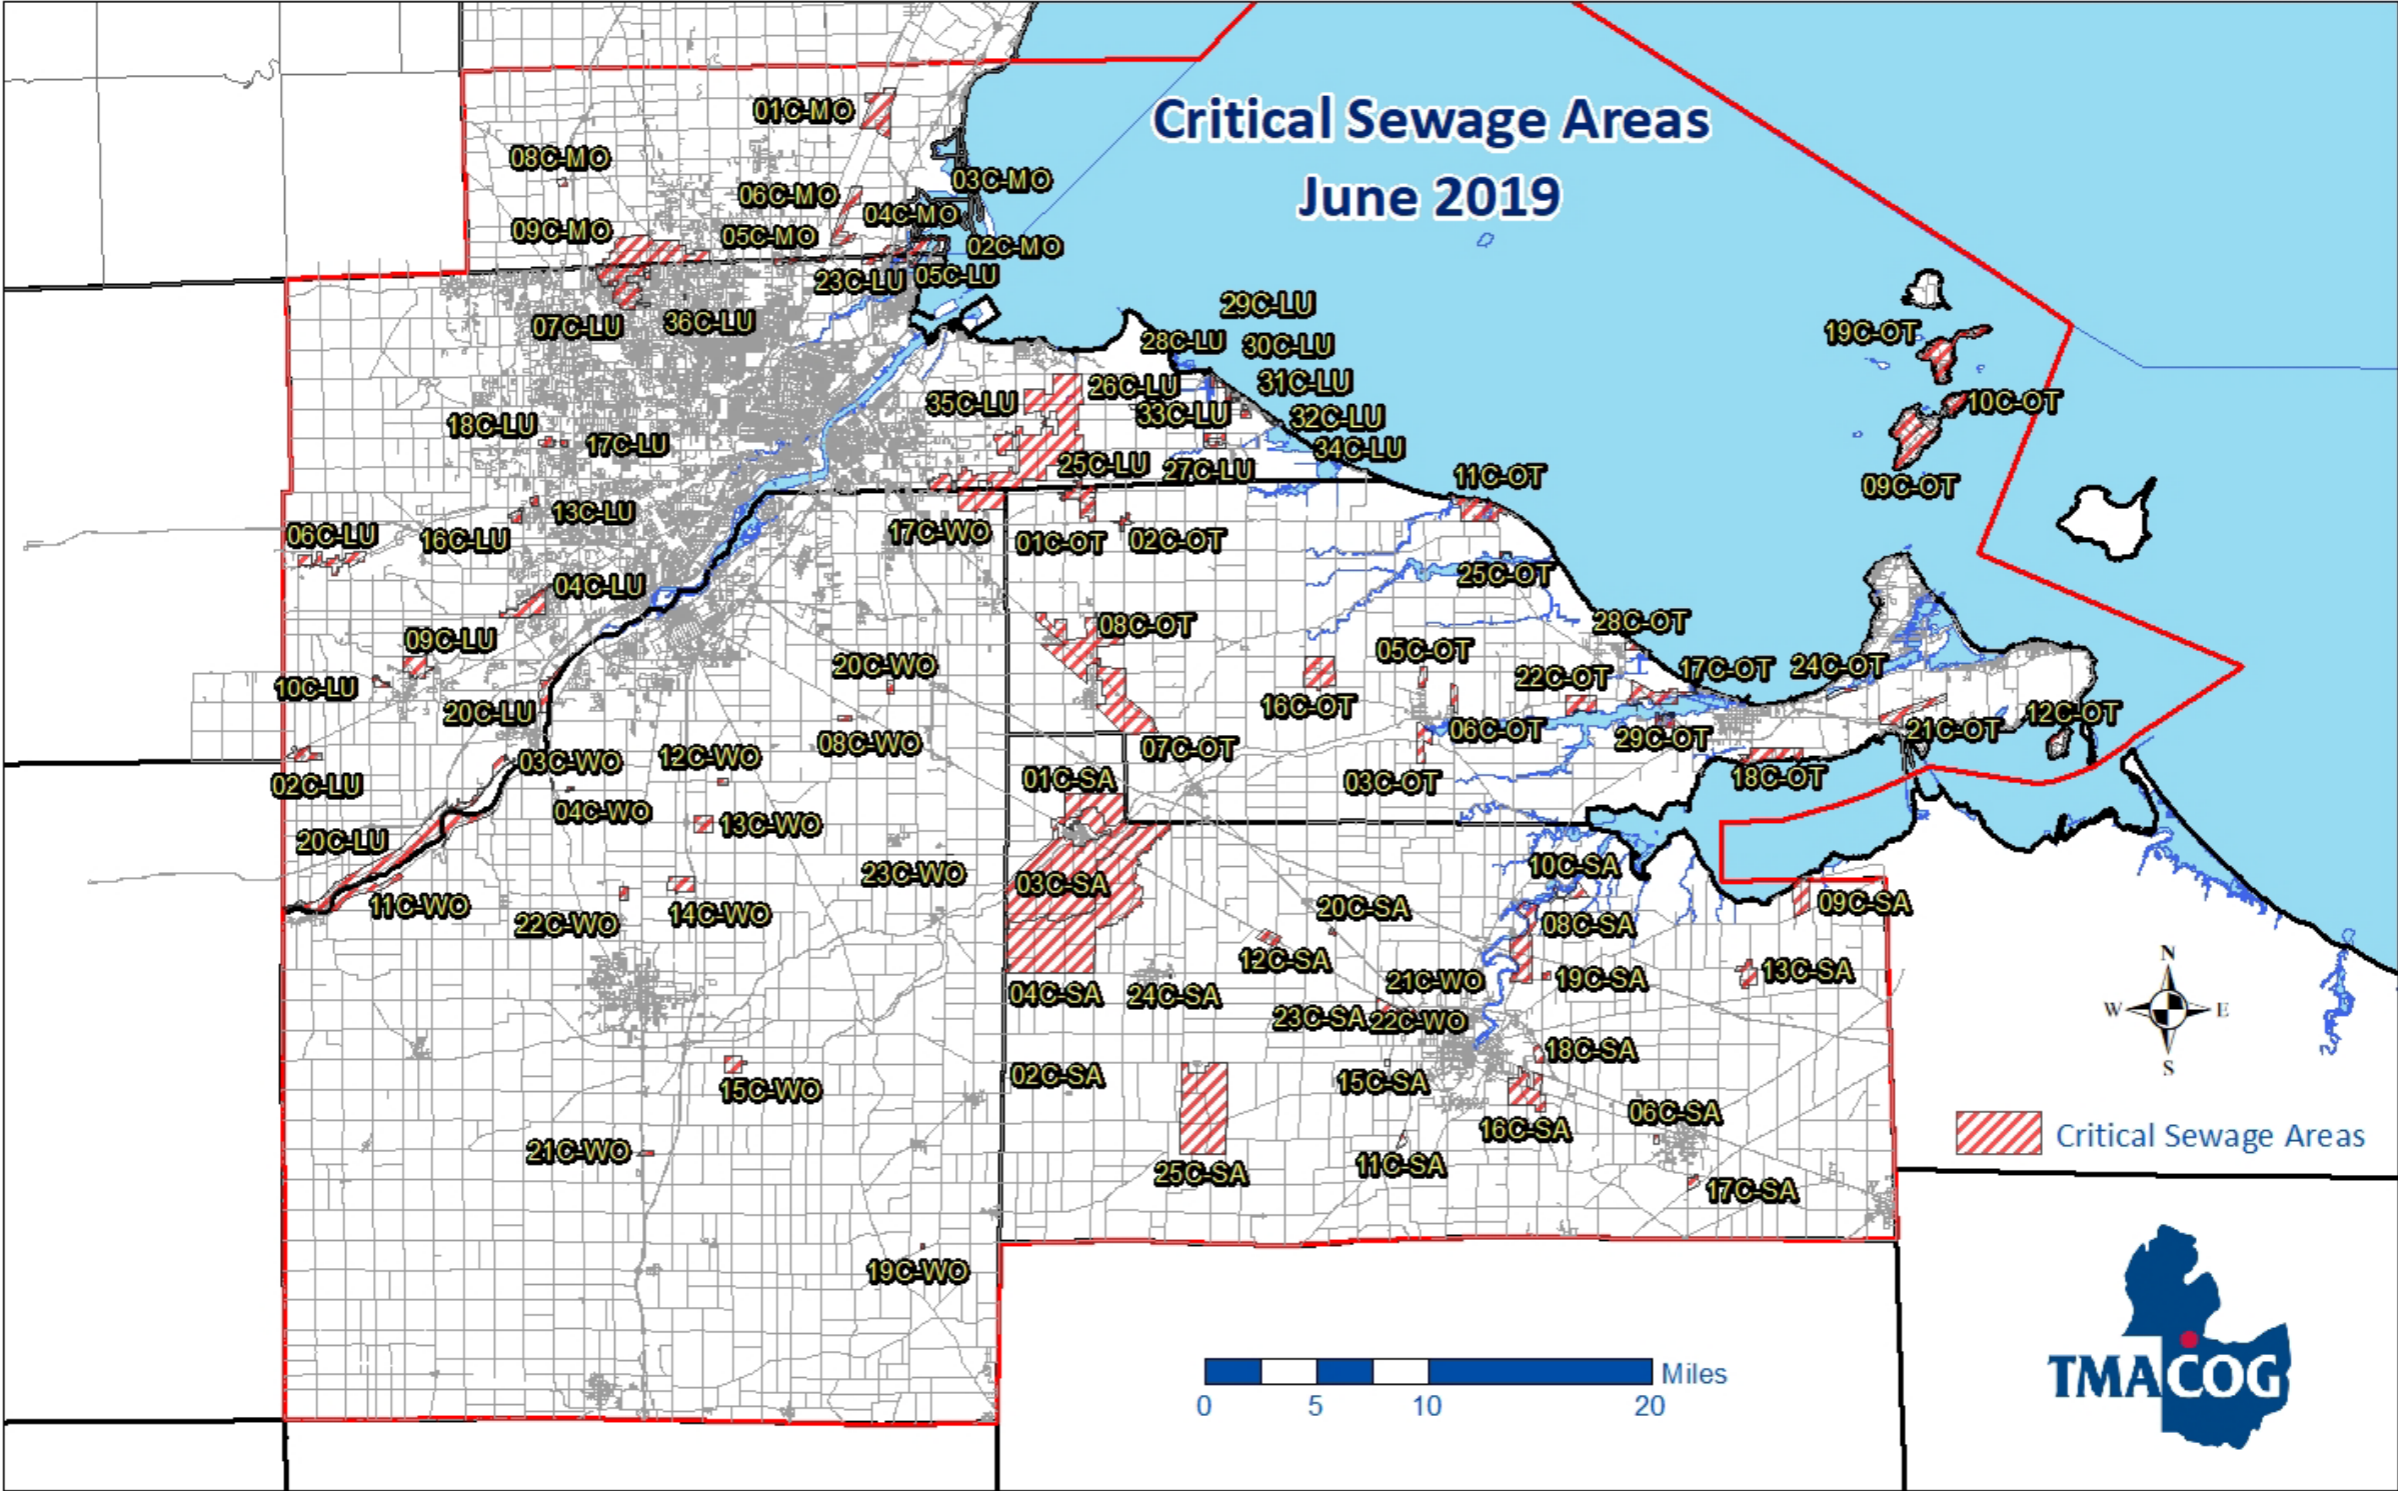 Critical Sewage Areas
June 2019
01C-MO
08C-MO
03C-MO
06C-MO
04C-MO
09C-MO
05C-MO
02C-MO
23C-LU
05C-LU
07C-LU
36C-LU
29C-LU
28C-LU
30C-LU
19C-OT
31C-LU
26C-LU
35C-LU
33C-LU
32C-LU
10C-OT
18C-LU
17C-LU
34C-LU
25C-LU
27C-LU
11C-OT
09C-OT
13C-LU
06C-LU
16C-LU
17C-WO
01C-OT
02C-OT
04C-LU
25C-OT
09C-LU
08C-OT
28C-OT
05C-OT
20C-WO
22C-OT
17C-OT
24C-OT
10C-LU
20C-LU
16C-OT
06C-OT
29C-OT
21C-OT
12C-OT
08C-WO
07C-OT
03C-WO
12C-WO
02C-LU
01C-SA
03C-OT
18C-OT
04C-WO
13C-WO
20C-LU
23C-WO
03C-SA
10C-SA
11C-WO
22C-WO
14C-WO
20C-SA
08C-SA
09C-SA
12C-SA
04C-SA
24C-SA
21C-WO
19C-SA
13C-SA
23C-SA
22C-WO
18C-SA
15C-WO
02C-SA
15C-SA
21C-WO
25C-SA
16C-SA
06C-SA
11C-SA
17C-SA
19C-WO
N
W
E
S
Critical Sewage Areas
Miles
0
5
10
20
TMACOG